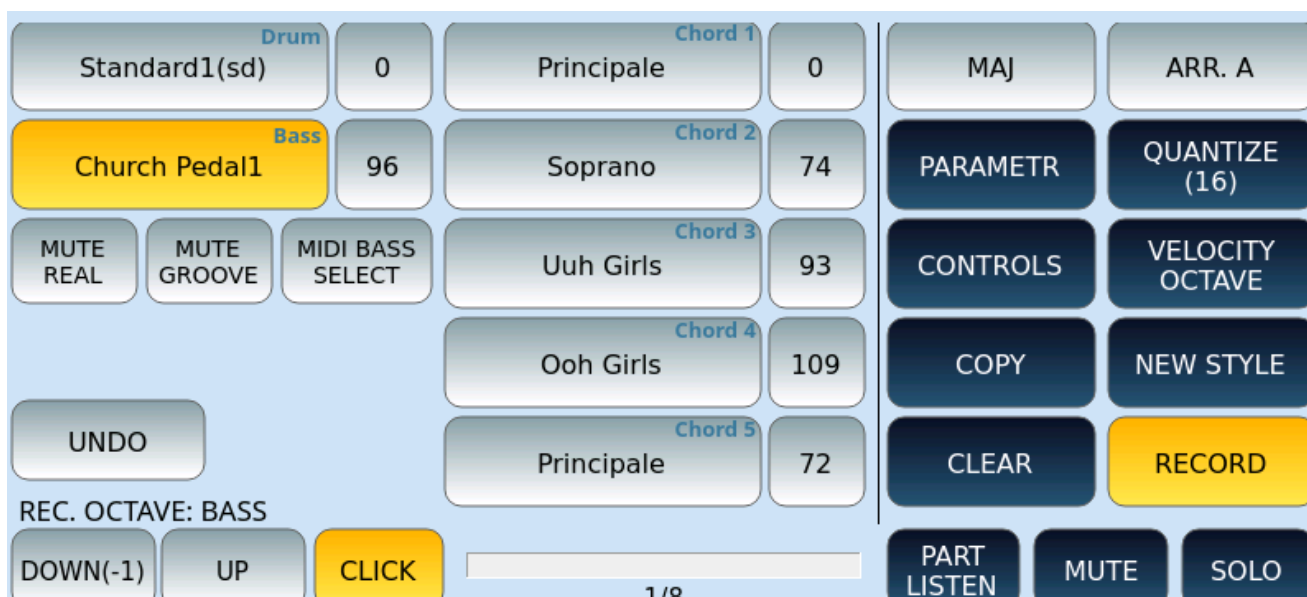 Drum
Standard1(sd)
0
Chord 1
Principale
0
MAJ
ARR. A
Bass
Church Pedal1
96
Chord 2
Soprano
74
PARAMETR
QUANTIZE
(16)
MUTE
REAL
MUTE
GROOVE
MIDI BASS
SELECT
Chord 3
Uuh Girls
93
CONTROLS
VELOCITY
OCTAVE
Chord 4
Ooh Girls
109
COPY
NEW STYLE
UNDO
Chord 5
Principale
72
CLEAR
RECORD
REC. OCTAVE: BASS
DOWN(-1)
UP
CLICK
1/8
PART
LISTEN
MUTE
SOLO